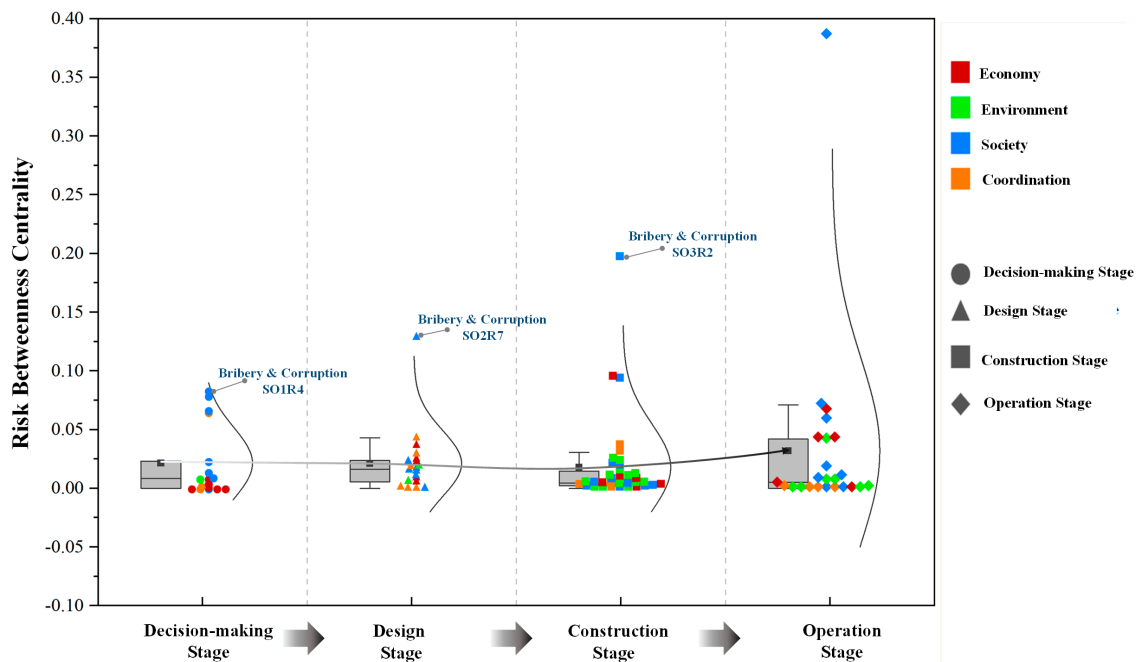 0.40
0.35
0.30
0.25
0.20
0.15
0.10
0.05
0.00
-0.05
-0.10
Risk Betweenness Centrality
Bribery & Corruption
SO1R4
Bribery & Corruption
SO2R7
Bribery & Corruption
SO3R2
Decision-making
Stage
Design
Stage
Construction
Stage
Operation
Stage
Economy
Environment
Society
Coordination
Decision-making Stage
Design Stage
Construction Stage
Operation Stage